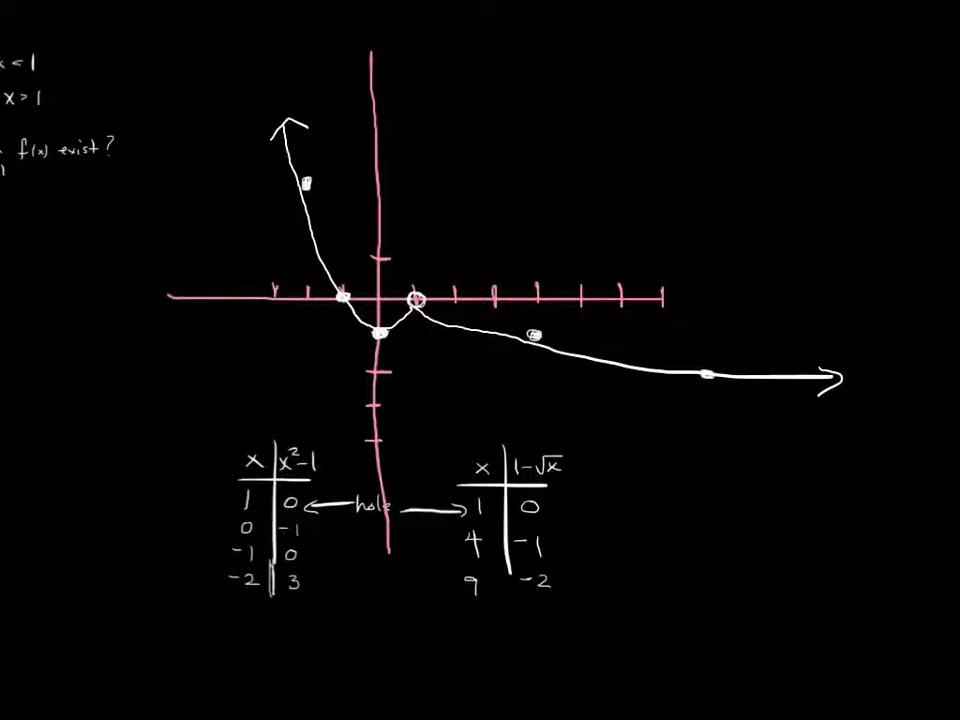 x < 1
x > 1
f(x) exist?
1
x | x²-1
1 | 0
0 | -1
-1 | 0
-2 | 3
hole
x | 1-√x
1 | 0
4 | -1
9 | -2